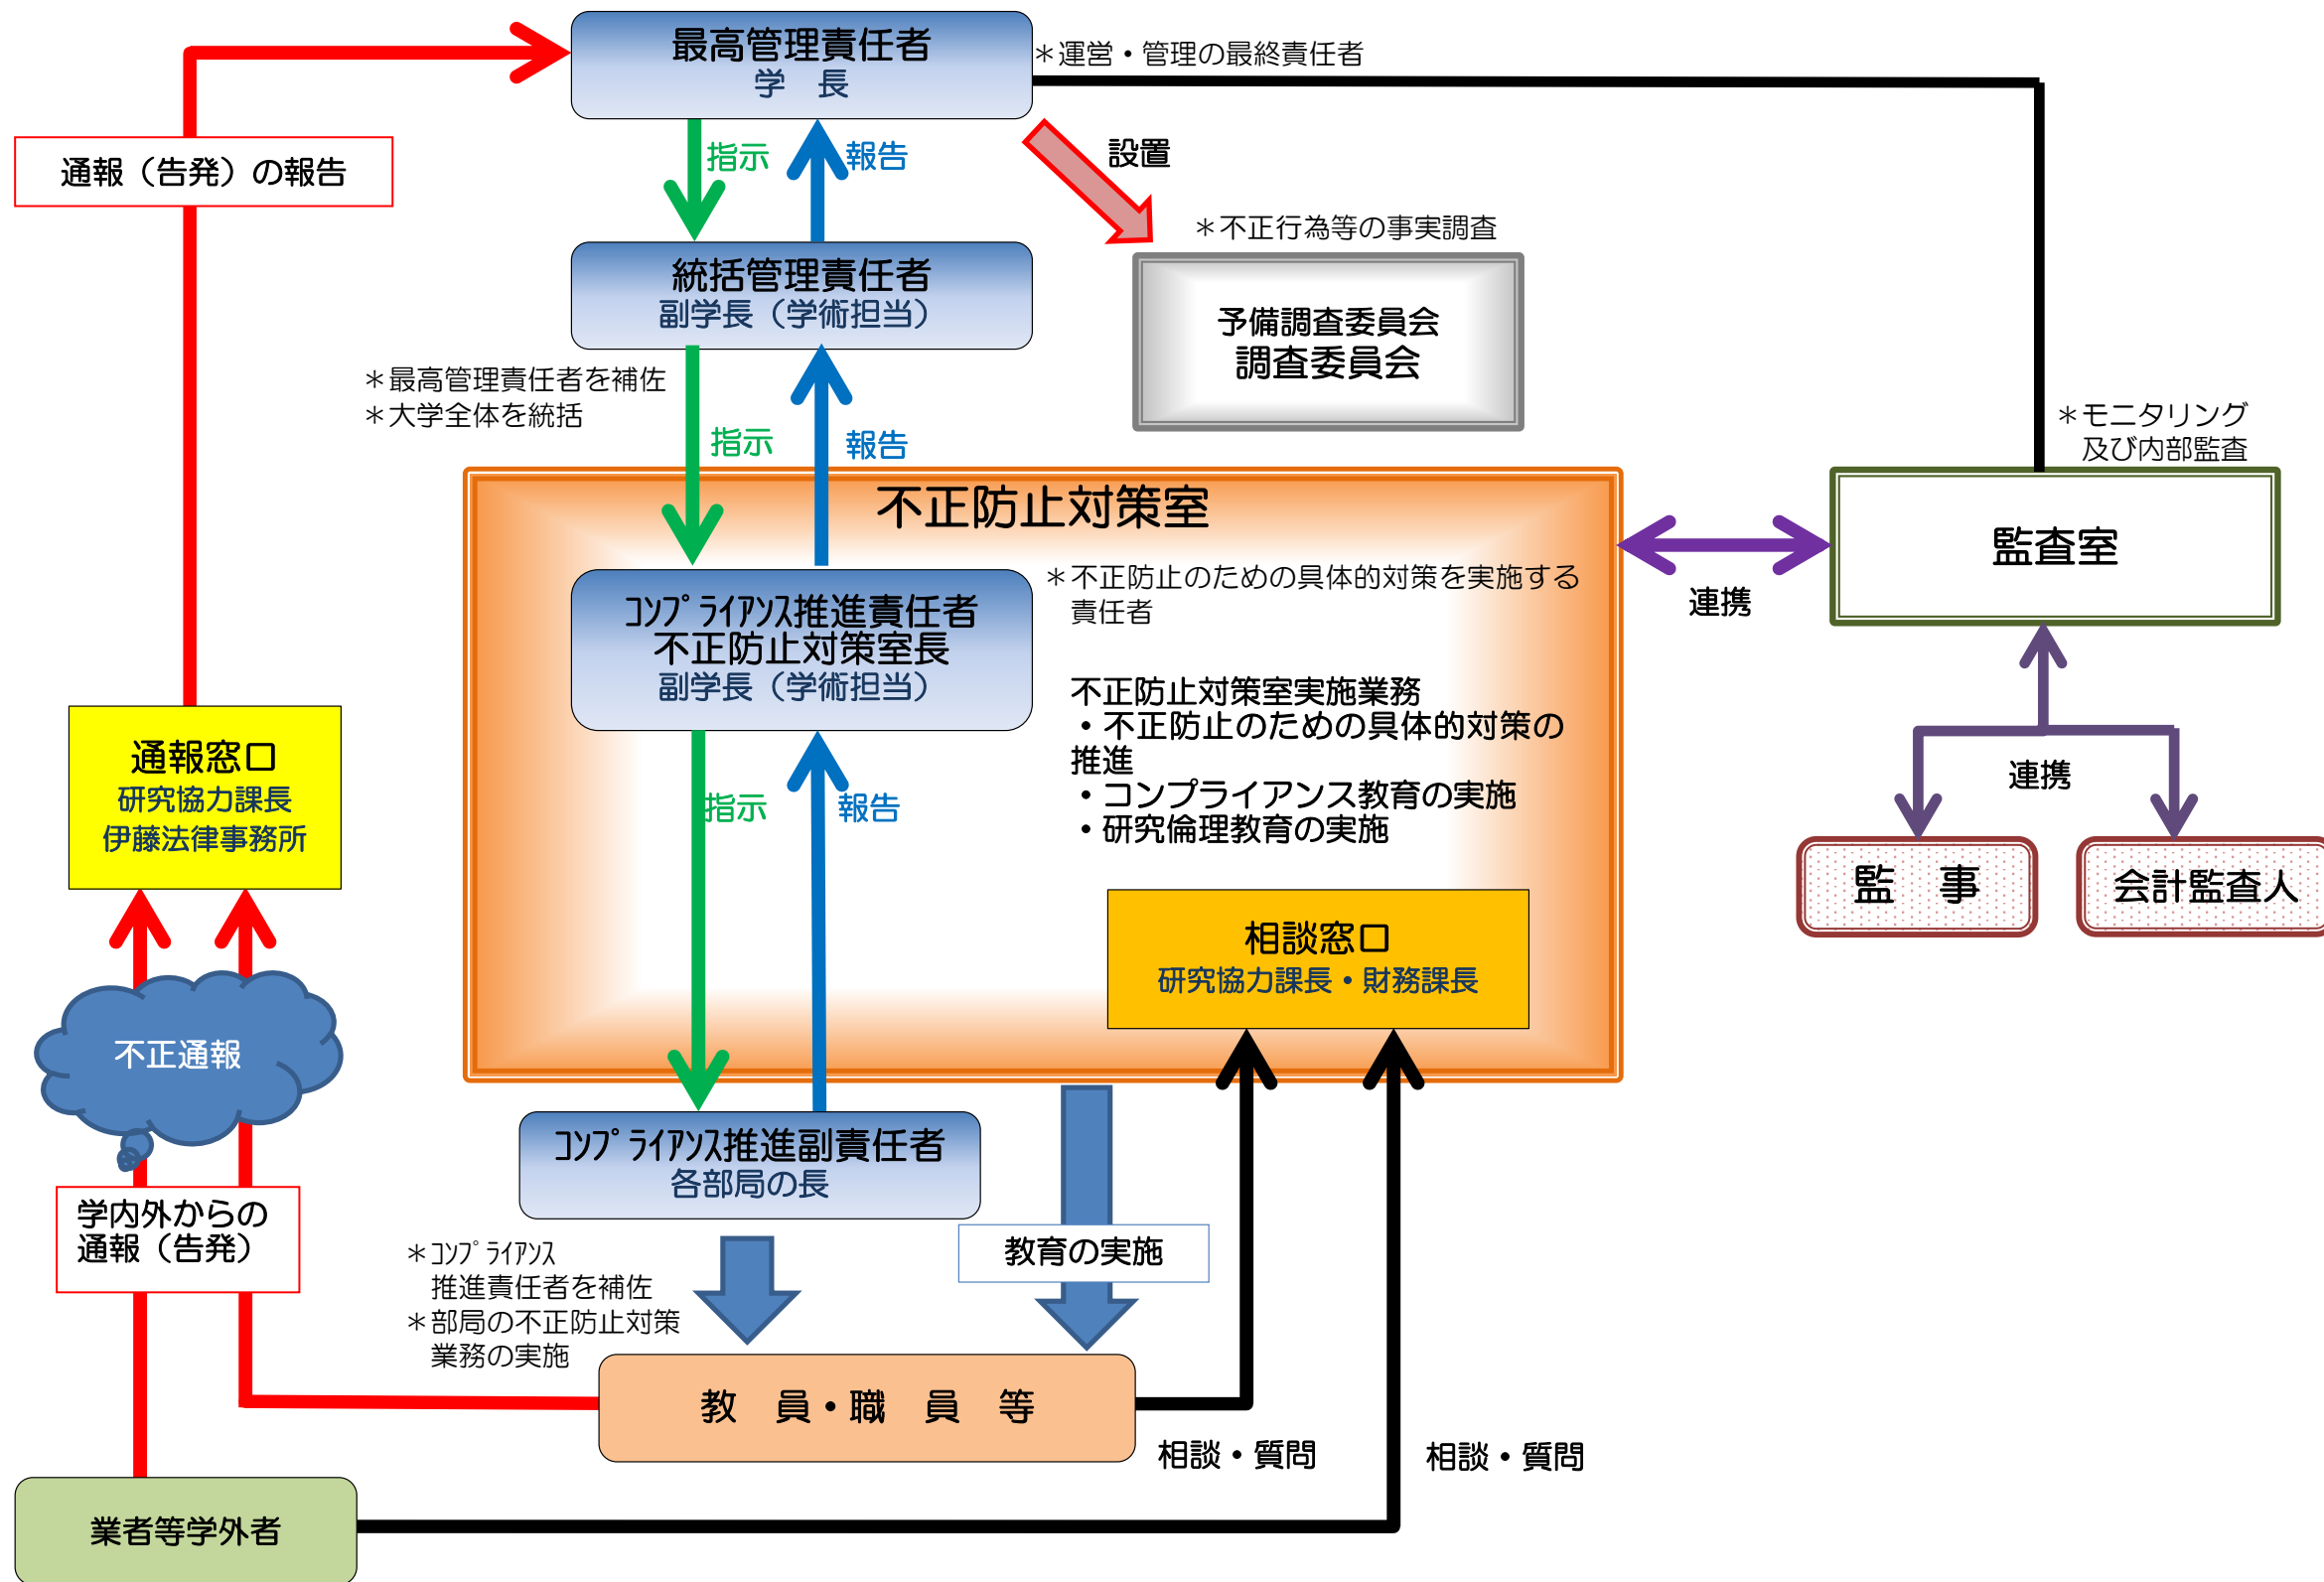 最高管理責任者
学　長
＊運営・管理の最終責任者
通報（告発）の報告
指示
報告
設置
＊不正行為等の事実調査
統括管理責任者
副学長（学術担当）
予備調査委員会
調査委員会
＊最高管理責任者を補佐
＊大学全体を統括
指示
報告
＊モニタリング
及び内部監査
不正防止対策室
監査室
連携
ｺﾝﾌﾟﾗｲｱﾝｽ推進責任者
不正防止対策室長
副学長（学術担当）
＊不正防止のための具体的対策を実施する
責任者
不正防止対策室実施業務
・不正防止のための具体的対策の
推進
・コンプライアンス教育の実施
・研究倫理教育の実施
通報窓口
研究協力課長
伊藤法律事務所
指示
報告
連携
監　事
会計監査人
相談窓口
研究協力課長・財務課長
不正通報
ｺﾝﾌﾟﾗｲｱﾝｽ推進副責任者
各部局の長
学内外からの
通報（告発）
教育の実施
＊ｺﾝﾌﾟﾗｲｱﾝｽ
推進責任者を補佐
＊部局の不正防止対策
業務の実施
教　員・職　員　等
相談・質問
相談・質問
業者等学外者